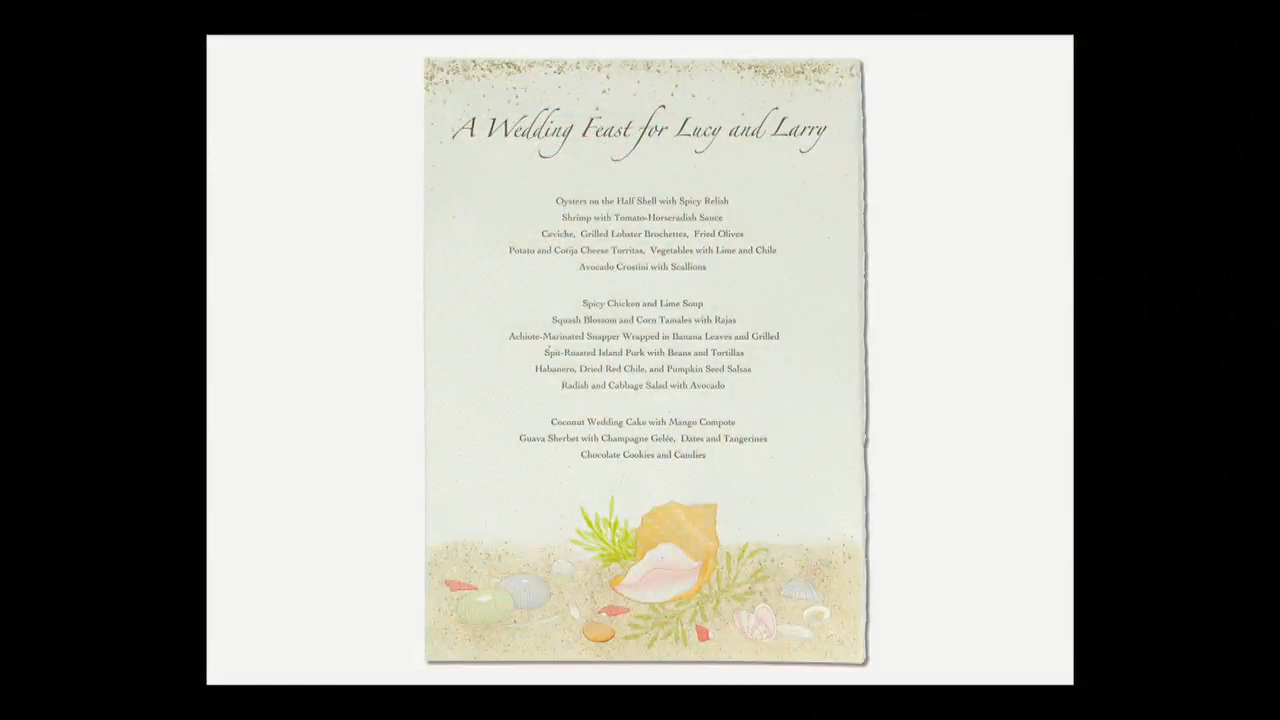 A Wedding Feast for Lucy and Larry
Oysters on the Half Shell with Spicy Relish
Shrimp with Tomato-Horseradish Sauce
Ceviche, Grilled Lobster Brochettes, Fried Olives
Potato and Cotija Cheese Torritas, Vegetables with Lime and Chile
Avocado Crostini with Scallions
Spicy Chicken and Lime Soup
Squash Blossom and Corn Tamales with Rajas
Achiote-Marinated Snapper Wrapped in Banana Leaves and Grilled
Spit-Roasted Island Pork with Beans and Tortillas
Habanero, Dried Red Chile, and Pumpkin Seed Salsas
Radish and Cabbage Salad with Avocado
Coconut Wedding Cake with Mango Compote
Guava Sherbet with Champagne Gelée, Dates and Tangerines
Chocolate Cookies and Candies